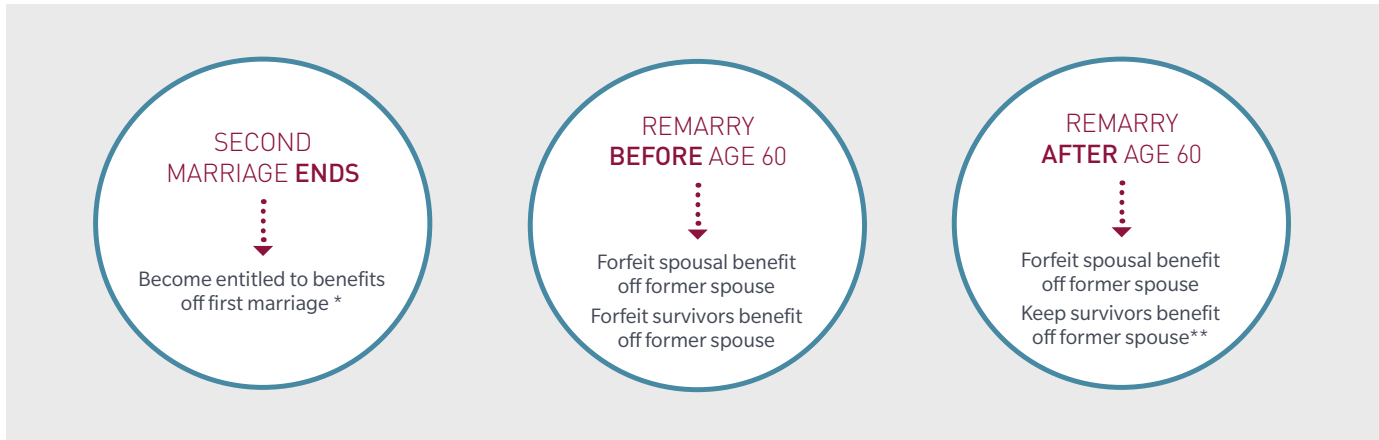 SECOND
MARRIAGE ENDS
Become entitled to benefits
off first marriage *
REMARRY
BEFORE AGE 60
Forfeit spousal benefit
off former spouse
Forfeit survivors benefit
off former spouse
REMARRY
AFTER AGE 60
Forfeit spousal benefit
off former spouse
Keep survivors benefit
off former spouse**